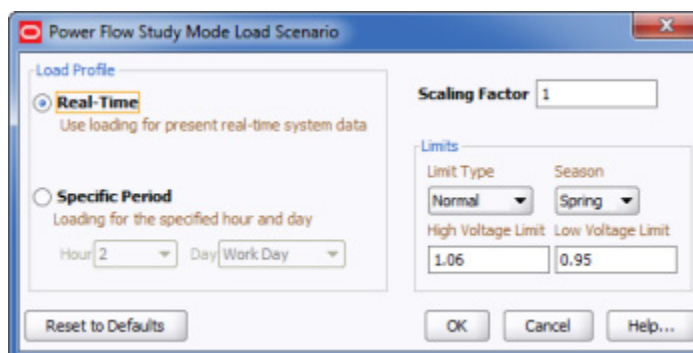 Power Flow Study Mode Load Scenario
Load Profile
Real-Time
Use loading for present real-time system data
Specific Period
Loading for the specified hour and day
Hour 2 Day Work Day
Scaling Factor 1
Limits
Limit Type Season
Normal Spring
High Voltage Limit Low Voltage Limit
1.06 0.95
Reset to Defaults OK Cancel Help...